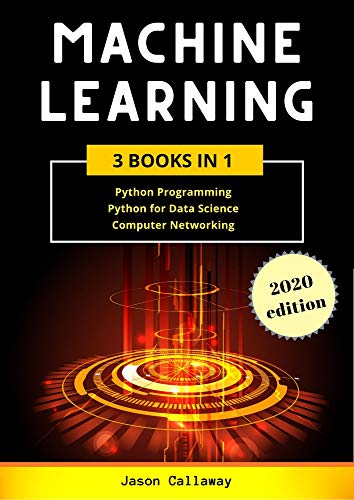 MACHINE
LEARNING
3 BOOKS IN 1
Python Programming
Python for Data Science
Computer Networking
2020
edition
Jason Callaway